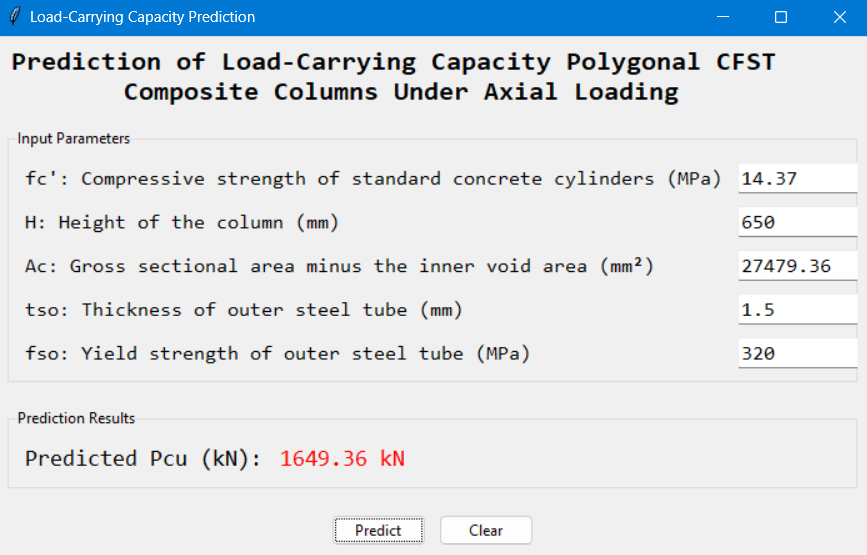 Load-Carrying Capacity Prediction
Prediction of Load-Carrying Capacity Polygonal CFST
Composite Columns Under Axial Loading
Input Parameters
fc': Compressive strength of standard concrete cylinders (MPa) 14.37
H: Height of the column (mm) 650
Ac: Gross sectional area minus the inner void area (mm²) 27479.36
tso: Thickness of outer steel tube (mm) 1.5
fso: Yield strength of outer steel tube (MPa) 320
Prediction Results
Predicted Pcu (kN): 1649.36 kN
Predict Clear